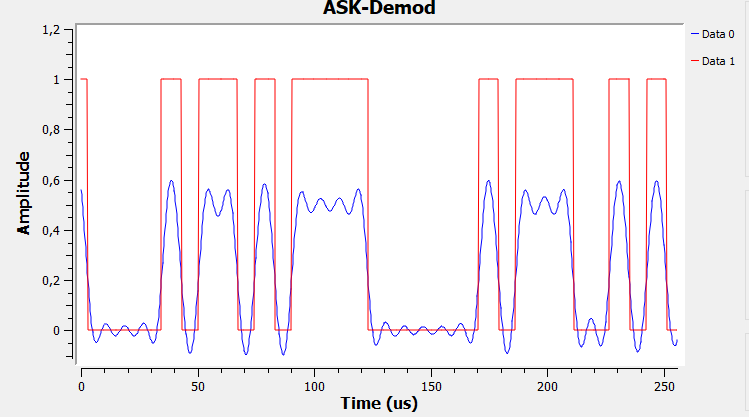 ASK-Demod
1,2
1
0,8
0,6
0,4
0,2
0
Amplitude
0
50
100
150
200
250
Time (us)
Data 0
Data 1